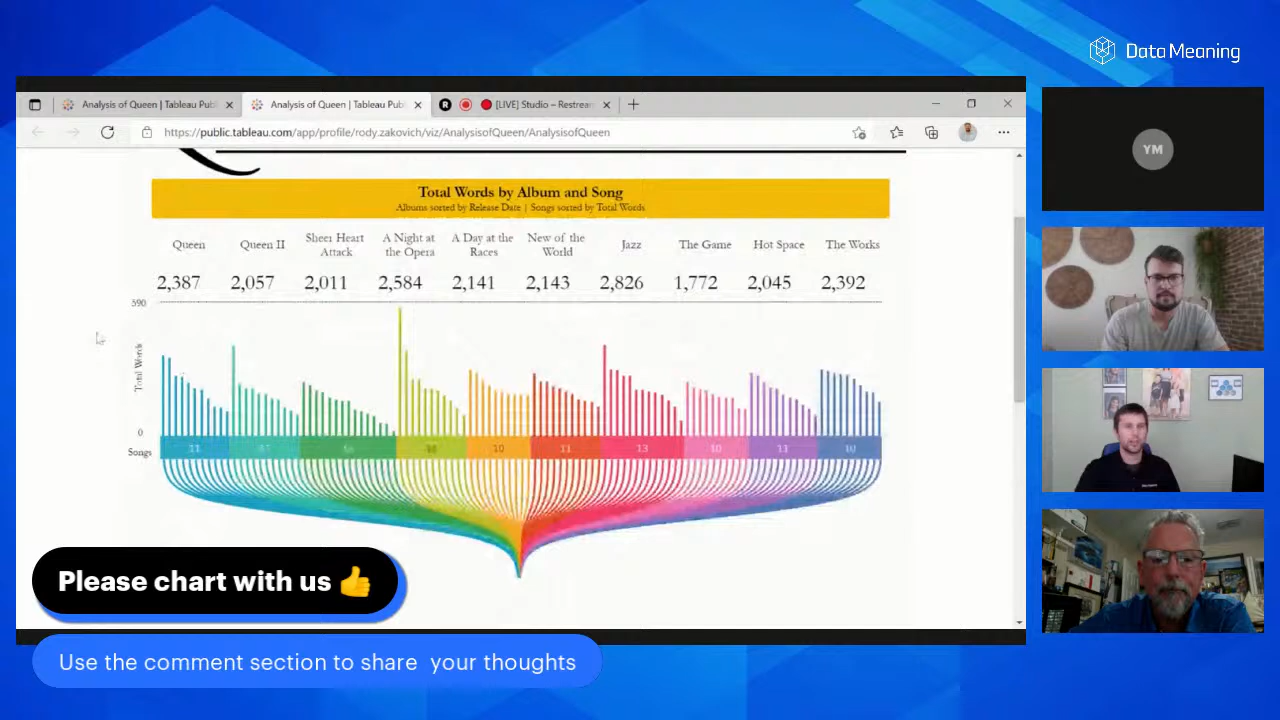 Data Meaning
Analysis of Queen | Tableau Publ
Analysis of Queen | Tableau Publ
[LIVE] Studio – Restream
https://public.tableau.com/app/profile/rody.zakovich/viz/AnalysisofQueen/AnalysisofQueen
Total Words by Album and Song
Albums sorted by Release Date | Songs sorted by Total Words
Queen
Queen II
Sheer Heart
Attack
A Night at
the Opera
A Day at the
Races
New of the
World
Jazz
The Game
Hot Space
The Works
2,387
2,057
2,011
2,584
2,141
2,143
2,826
1,772
2,045
2,392
590
Total Words
0
Songs
11
10
11
13
10
11
10
YM
Please chart with us 👍
Use the comment section to share your thoughts